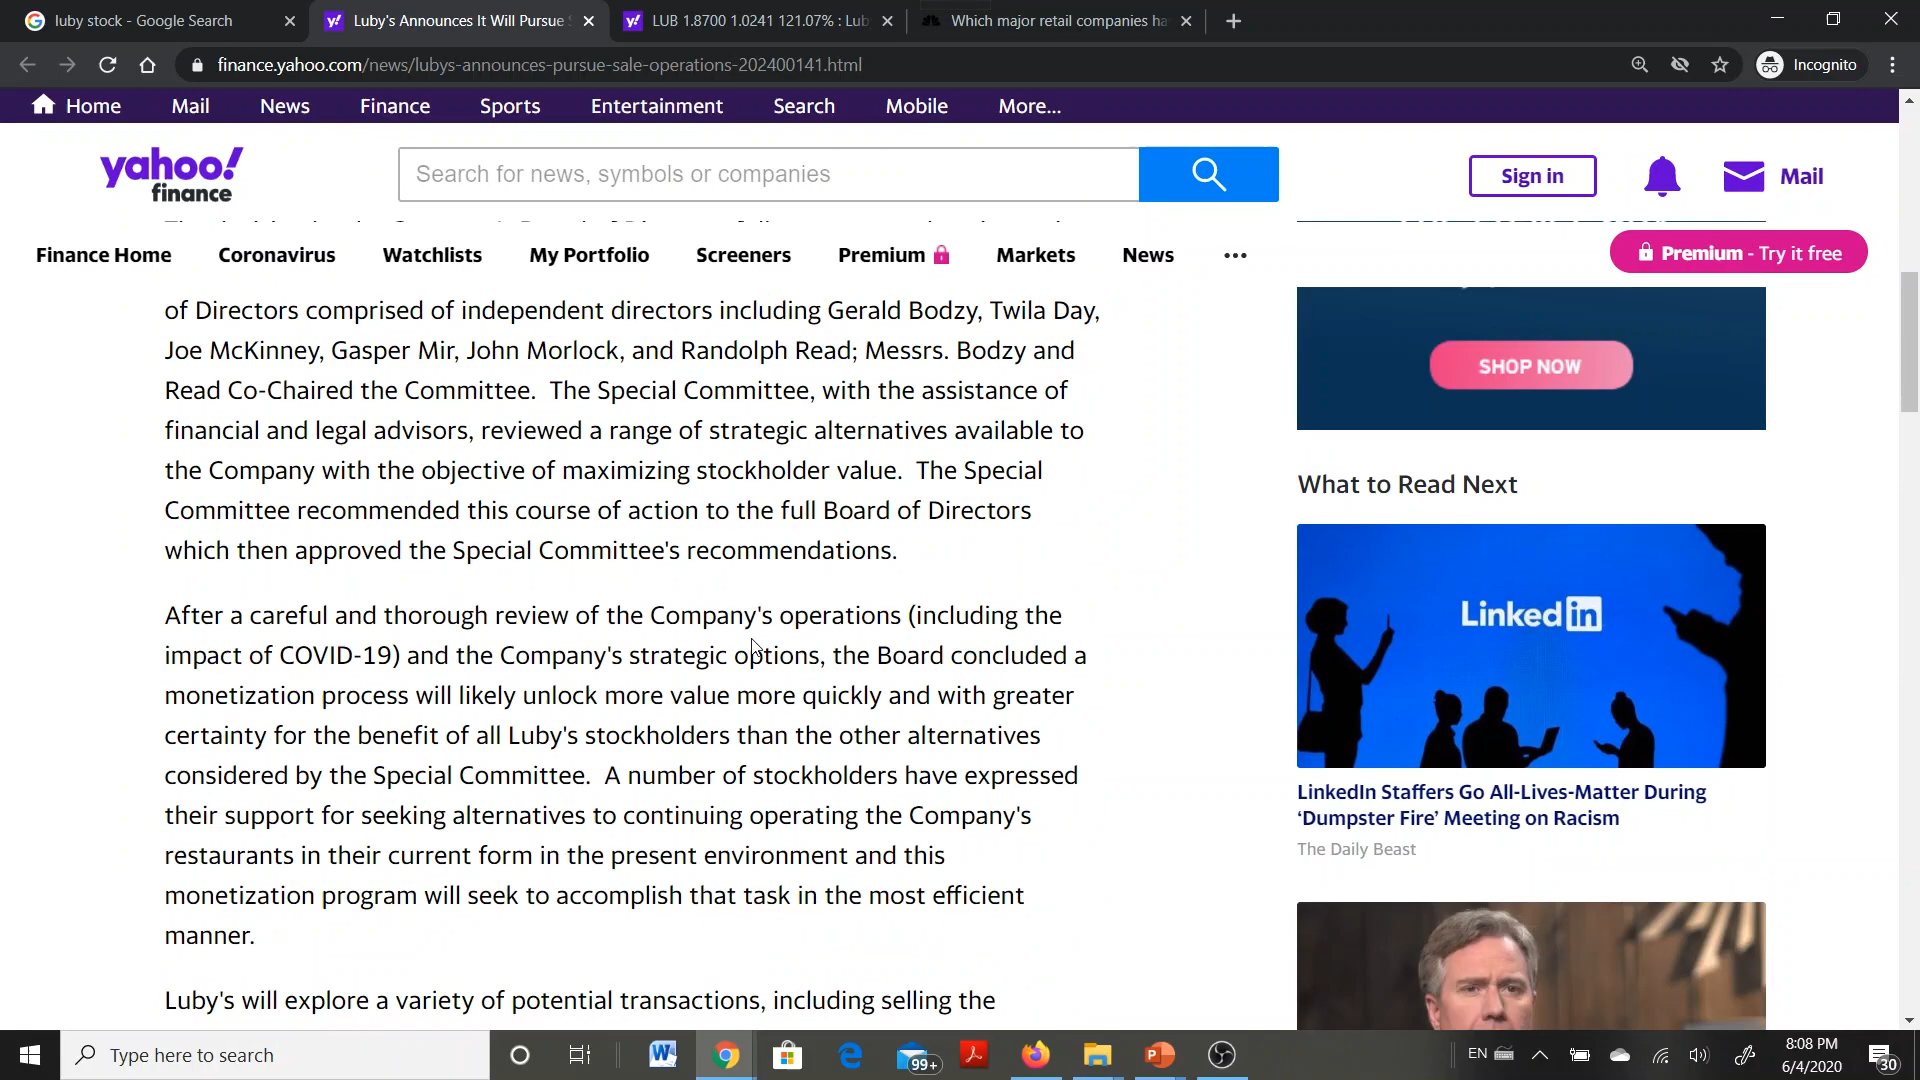 luby stock - Google Search
Luby's Announces It Will Pursue
LUB 1.8700 1.0241 121.07% : Lub
Which major retail companies ha
finance.yahoo.com/news/lubys-announces-pursue-sale-operations-202400141.html
Incognito
Home Mail News Finance Sports Entertainment Search Mobile More...
yahoo!
finance
Search for news, symbols or companies
Sign in
Mail
Finance Home Coronavirus Watchlists My Portfolio Screeners Premium Markets News ...
Premium - Try it free
of Directors comprised of independent directors including Gerald Bodzy, Twila Day,
Joe McKinney, Gasper Mir, John Morlock, and Randolph Read; Messrs. Bodzy and
Read Co-Chaired the Committee. The Special Committee, with the assistance of
financial and legal advisors, reviewed a range of strategic alternatives available to
the Company with the objective of maximizing stockholder value. The Special
Committee recommended this course of action to the full Board of Directors
which then approved the Special Committee's recommendations.
After a careful and thorough review of the Company's operations (including the
impact of COVID-19) and the Company's strategic options, the Board concluded a
monetization process will likely unlock more value more quickly and with greater
certainty for the benefit of all Luby's stockholders than the other alternatives
considered by the Special Committee. A number of stockholders have expressed
their support for seeking alternatives to continuing operating the Company's
restaurants in their current form in the present environment and this
monetization program will seek to accomplish that task in the most efficient
manner.
Luby's will explore a variety of potential transactions, including selling the
SHOP NOW
What to Read Next
Linked in
LinkedIn Staffers Go All-Lives-Matter During
‘Dumpster Fire’ Meeting on Racism
The Daily Beast
Type here to search
99+
EN
8:08 PM
6/4/2020
30